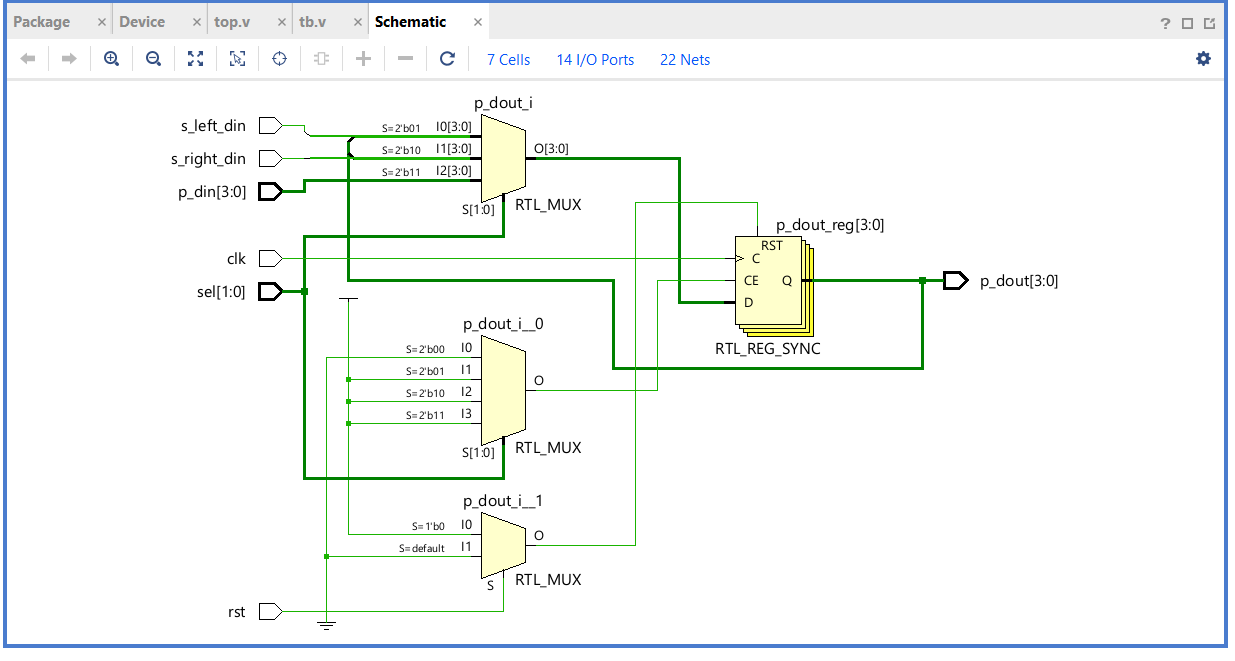 Package × Device × top.v × tb.v × Schematic × ?
7 Cells 14 I/O Ports 22 Nets
p_dout_i
s_left_din S=2'b01 I0[3:0]
s_right_din S=2'b10 I1[3:0] O[3:0]
p_din[3:0] S=2'b11 I2[3:0]
S[1:0] RTL_MUX
p_dout_reg[3:0]
RST
clk C
sel[1:0] CE Q p_dout[3:0]
D
p_dout_i__0
RTL_REG_SYNC
S=2'b00 I0
S=2'b01 I1 O
S=2'b10 I2
S=2'b11 I3
S[1:0] RTL_MUX
p_dout_i__1
S=1'b0 I0 O
S=default I1
S RTL_MUX
rst